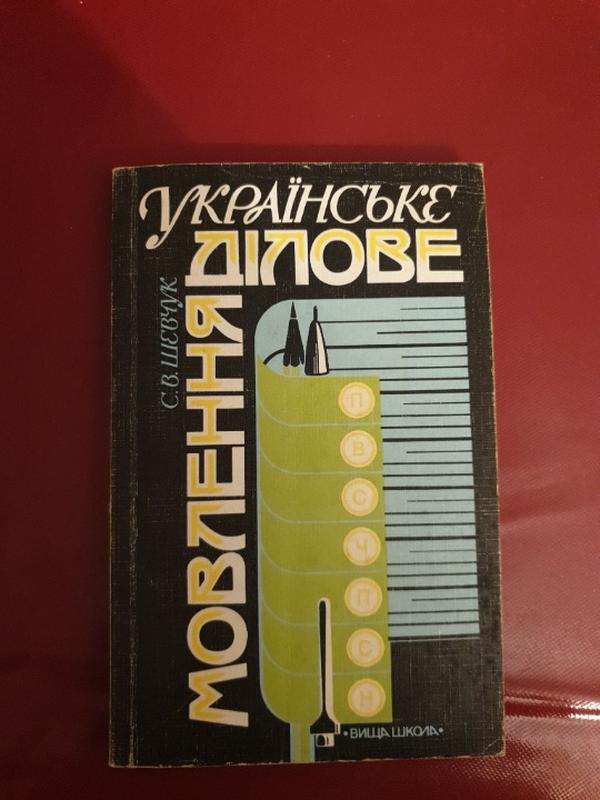 УКРАЇНСЬКЕ
ДІЛОВЕ
МОВЛЕННЯ
С. В. ШЕВЧУК
П
В
С
Ч
П
С
Н
•ВИЩА ШКОЛА•